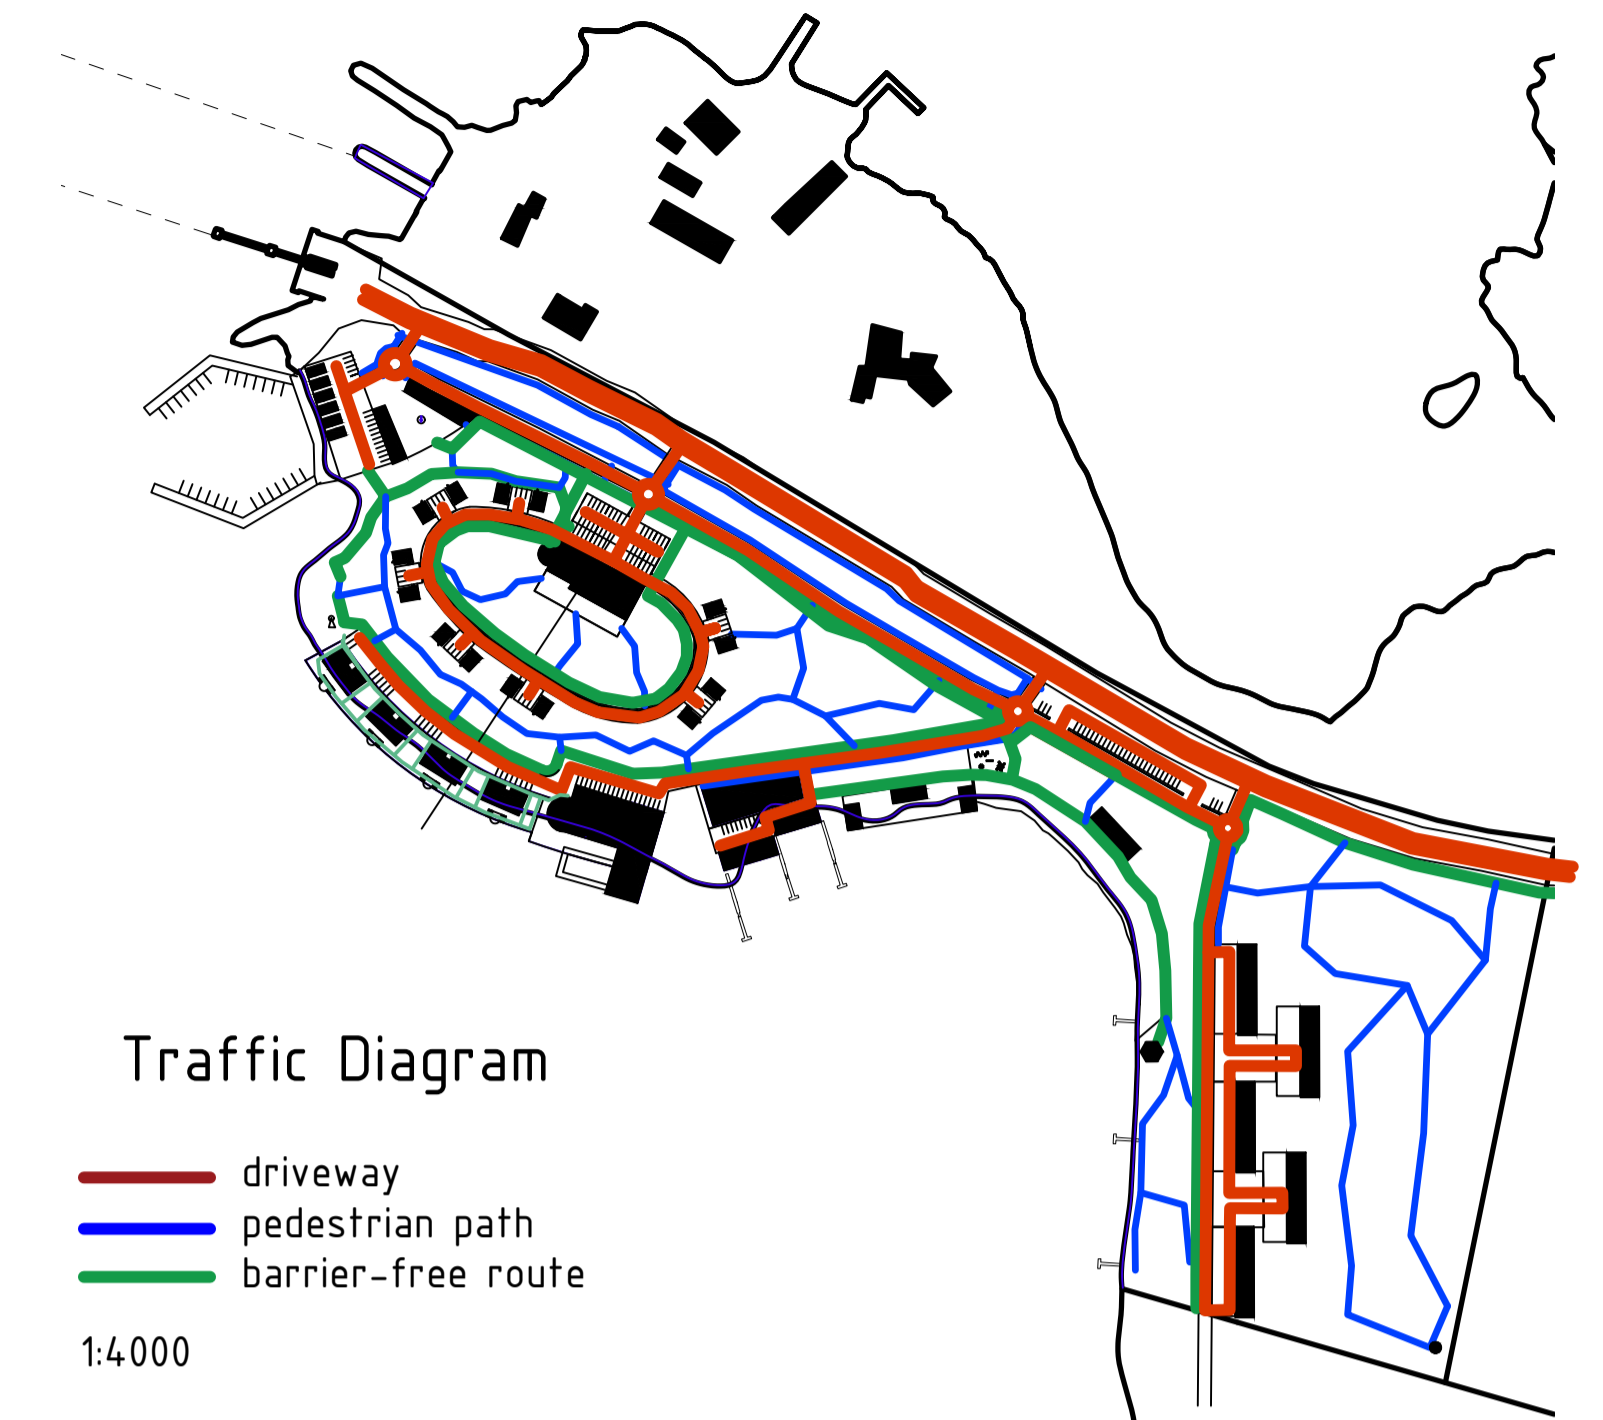 Traffic Diagram
driveway
pedestrian path
barrier-free route
1:4000